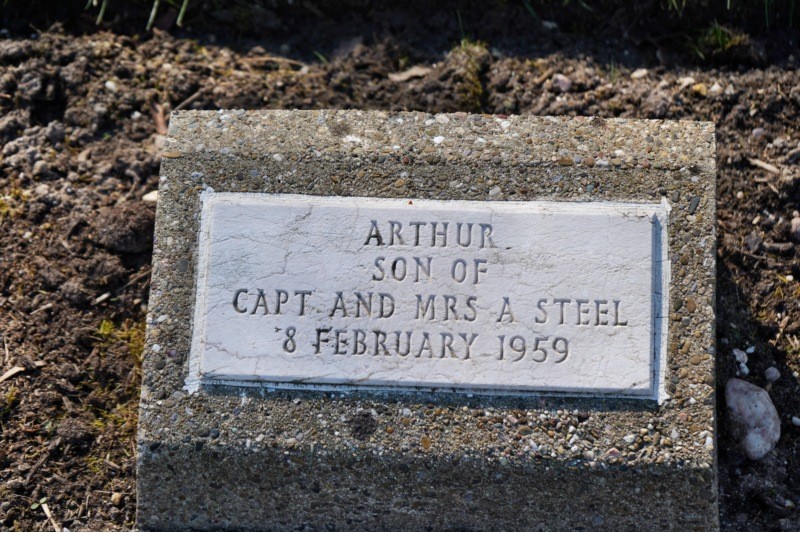 ARTHUR
SON OF
CAPT AND MRS A STEEL
8 FEBRUARY 1959